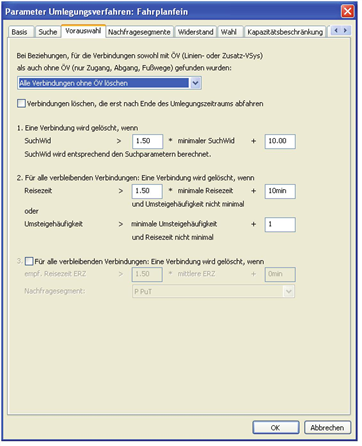 Parameter Umlegungsverfahren: Fahrplanfein
Basis Suche Vorauswahl Nachfragesegmente Widerstand Wahl Kapazitätsbeschränkung
Bei Beziehungen, für die Verbindungen sowohl mit ÖV (Linien- oder Zusatz-VSys)
als auch ohne ÖV (nur Zugang, Abgang, Fußwege) gefunden wurden:
Alle Verbindungen ohne ÖV löschen
Verbindungen löschen, die erst nach Ende des Umlegungszeitraums abfahren
1. Eine Verbindung wird gelöscht, wenn
SuchWid > 1.50 * minimaler SuchWid + 10.00
SuchWid wird entsprechend den Suchparametern berechnet.
2. Für alle verbleibenden Verbindungen: Eine Verbindung wird gelöscht, wenn
Reisezeit > 1.50 * minimale Reisezeit + 10min
und Umsteigehäufigkeit nicht minimal
oder
Umsteigehäufigkeit > minimale Umsteigehäufigkeit + 1
und Reisezeit nicht minimal
3. Für alle verbleibenden Verbindungen: Eine Verbindung wird gelöscht, wenn
empf. Reisezeit ERZ > 1.50 * mittlere ERZ + 0min
Nachfragesegment: P PuT
OK Abbrechen